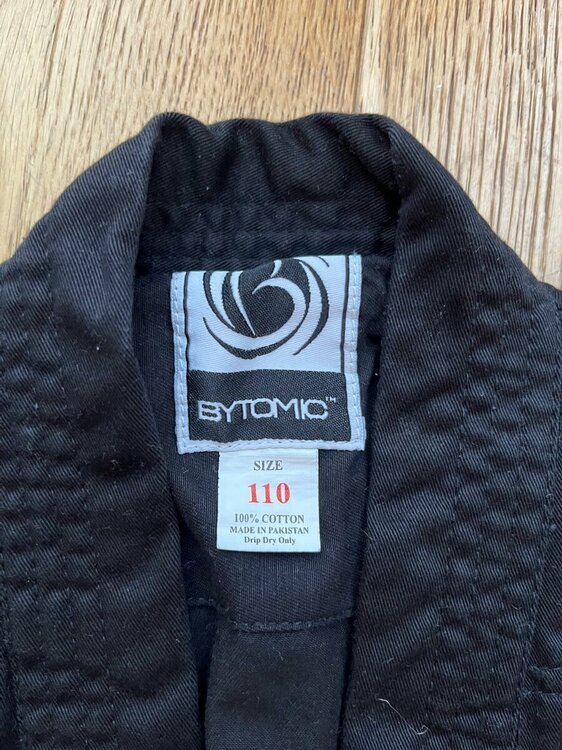 BYTOMIC™
SIZE
110
100% COTTON
MADE IN PAKISTAN
Drip Dry Only